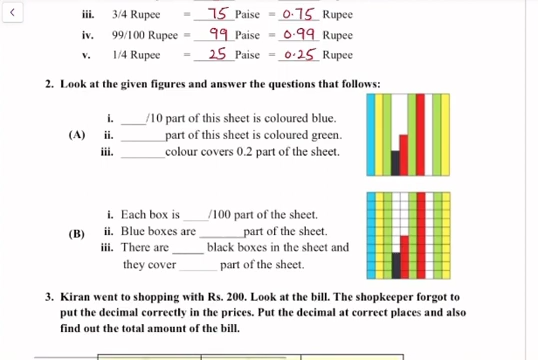 iii. 3/4 Rupee = 75 Paise = 0.75 Rupee
iv. 99/100 Rupee = 99 Paise = 0.99 Rupee
v. 1/4 Rupee = 25 Paise = 0.25 Rupee
2. Look at the given figures and answer the questions that follows:
i. ____/10 part of this sheet is coloured blue.
(A) ii. _______part of this sheet is coloured green.
iii. _______colour covers 0.2 part of the sheet.
i. Each box is ____/100 part of the sheet.
(B) ii. Blue boxes are _______part of the sheet.
iii. There are _____ black boxes in the sheet and
they cover ______ part of the sheet.
3. Kiran went to shopping with Rs. 200. Look at the bill. The shopkeeper forgot to
put the decimal correctly in the prices. Put the decimal at correct places and also
find out the total amount of the bill.